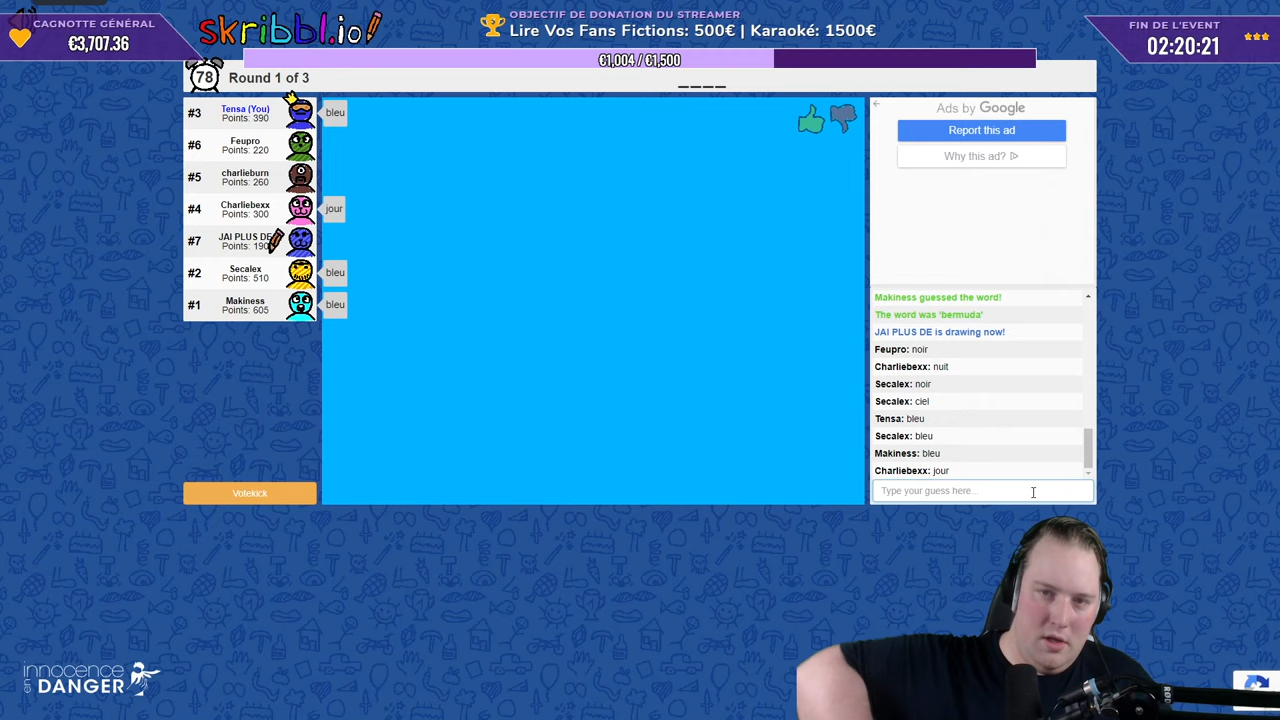 CAGNOTTE GÉNÉRAL
€3,707.36
skribbl.io
OBJECTIF DE DONATION DU STREAMER
Lire Vos Fans Fictions: 500€ | Karaoké: 1500€
€1,004 / €1,500
FIN DE L'EVENT
02:20:21
78
Round 1 of 3
____
#3
Tensa (You)
Points: 390
bleu
#6
Feupro
Points: 220
#5
charlieburn
Points: 260
#4
Charliebexx
Points: 300
jour
#7
JAI PLUS DE
Points: 190
#2
Secalex
Points: 510
bleu
#1
Makiness
Points: 605
bleu
Votekick
Ads by Google
Report this ad
Why this ad?
Makiness guessed the word!
The word was 'bermuda'
JAI PLUS DE is drawing now!
Feupro: noir
Charliebexx: nuit
Secalex: noir
Secalex: ciel
Tensa: bleu
Secalex: bleu
Makiness: bleu
Charliebexx: jour
Type your guess here...
innocence
en DANGER
RØD